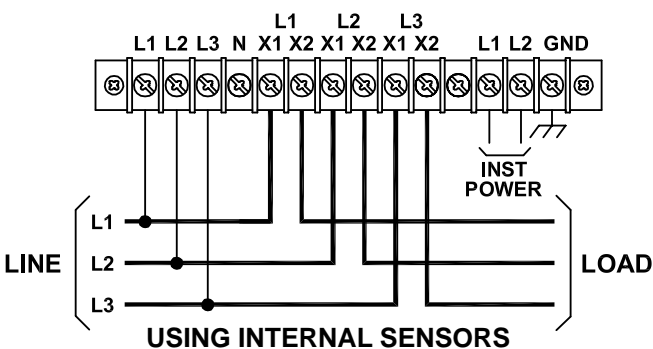 L1 L2 L3
L1 L2 L3 N X1 X2 X1 X2 X1 X2 L1 L2 GND
INST
POWER
L1
LINE L2 LOAD
L3
USING INTERNAL SENSORS